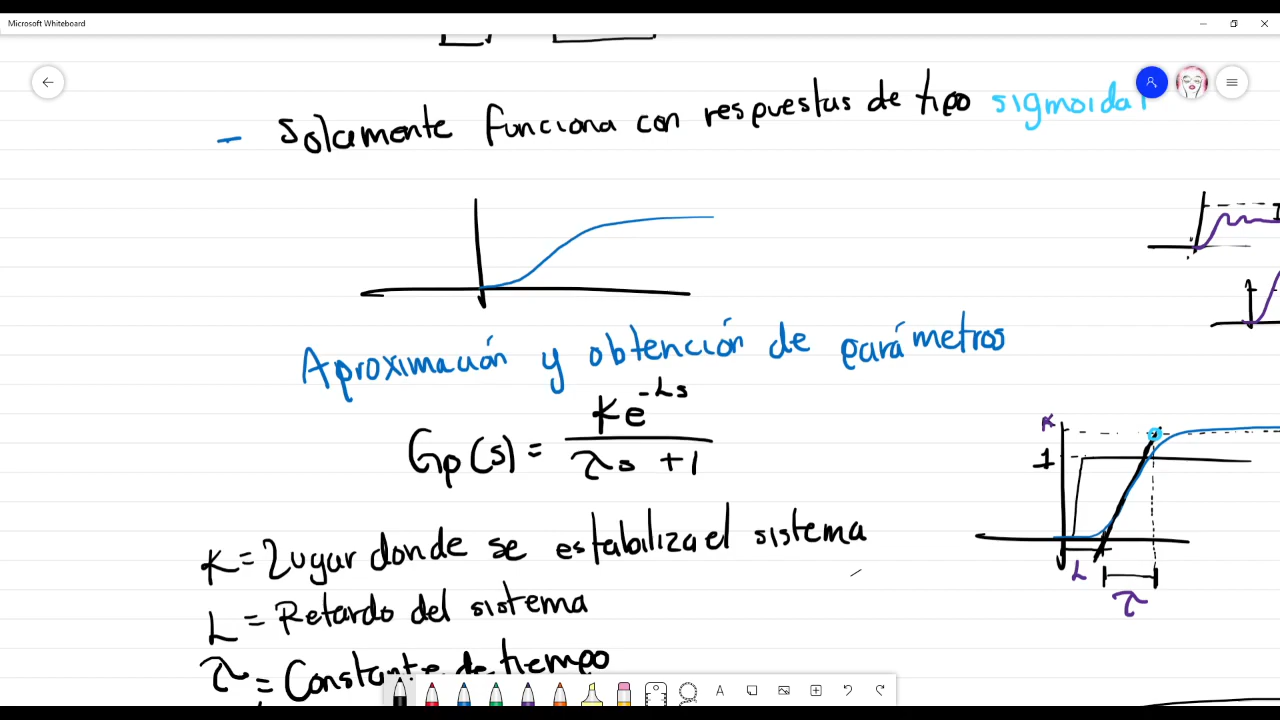 Microsoft Whiteboard
- Solamente funciona con respuestas de tipo sigmoidal
Aproximación y obtención de parámetros
Gp(s) = Ke^-Ls / τs + 1
K = Lugar donde se estabiliza el sistema
L = Retardo del sistema
τ = Constante de tiempo
K
1
L
τ
A